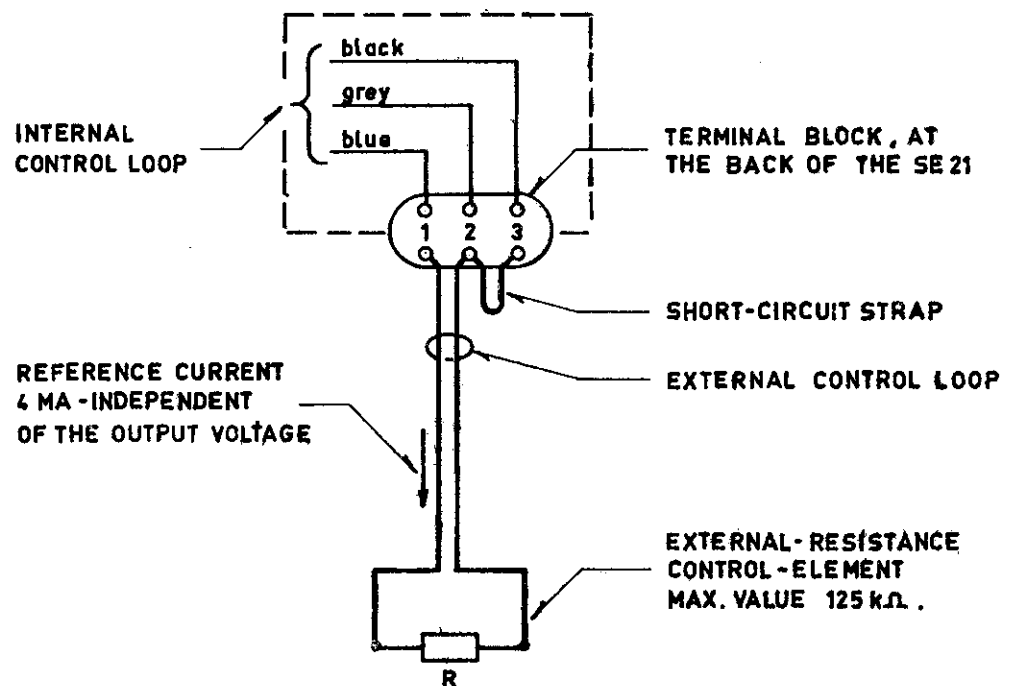 black
grey
blue
INTERNAL
CONTROL LOOP
TERMINAL BLOCK, AT
THE BACK OF THE SE 21
1 2 3
SHORT-CIRCUIT STRAP
EXTERNAL CONTROL LOOP
REFERENCE CURRENT
4 MA-INDEPENDENT
OF THE OUTPUT VOLTAGE
EXTERNAL-RESISTANCE
CONTROL-ELEMENT
MAX. VALUE 125 kΩ.
R